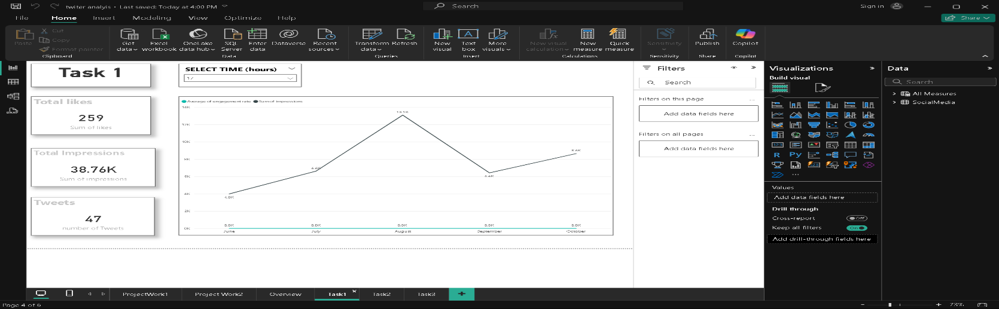 twiter analyis • Last saved: Today at 4:00 PM
Search
Sign in
File Home Insert Modeling View Optimize Help
Share
Paste
Cut
Copy
Format painter
Clipboard
Get data
Excel workbook
OneLake data hub
SQL Server
Enter data
Dataverse
Recent sources
Data
Transform data
Refresh
Queries
New visual
Text box
More visuals
Insert
New visual calculation
New measure
Quick measure
Calculations
Sensitivity
Sensitivity
Publish
Share
Copilot
Copilot
Task 1
SELECT TIME (hours)
17
Total likes
259
Sum of likes
Total Impressions
38.76K
Sum of impressions
Tweets
47
number of Tweets
Average of engagement rate Sum of impressions
14K
12K
10K
8K
6K
4K
2K
0K
4.0K
6.6K
13.1K
6.4K
8.6K
0.0K 0.0K 0.0K 0.0K 0.0K
June July August September October
Filters
Search
Filters on this page ...
Add data fields here
Filters on all pages ...
Add data fields here
Visualizations
Build visual
123
R
Py
...
Values
Add data fields here
Drill through
Cross-report Off
Keep all filters On
Add drill-through fields here
Data
Search
All Measures
SocialMedia
ProjectWork1 Project Work2 Overview Task1 Task2 Task3 +
Page 4 of 6
- + 73%